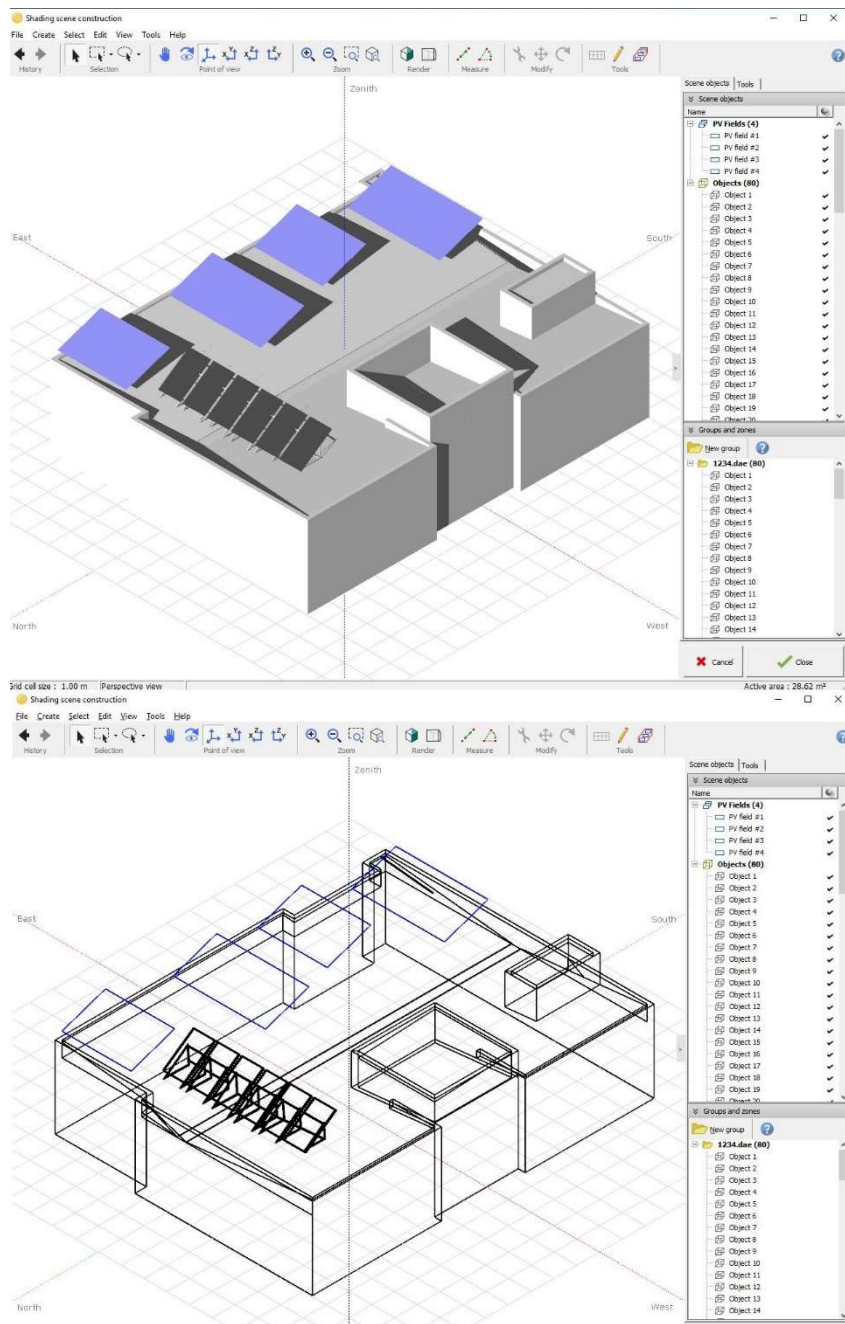 Shading scene construction
File Create Select Edit View Tools Help
History Selection Point of view Zoom Render Measure Modify Tools
Scene objects Tools
Scene objects
Name
PV Fields (4)
PV field #1
PV field #2
PV field #3
PV field #4
Objects (80)
Object 1
Object 2
Object 3
Object 4
Object 5
Object 6
Object 7
Object 8
Object 9
Object 10
Object 11
Object 12
Object 13
Object 14
Object 15
Object 16
Object 17
Object 18
Object 19
Object 20
Groups and zones
New group
1234.dae (80)
Object 1
Object 2
Object 3
Object 4
Object 5
Object 6
Object 7
Object 8
Object 9
Object 10
Object 11
Object 12
Object 13
Object 14
Zenith
East
South
North
West
Cancel Close
Grid cell size : 1.00 m Perspective view Active area : 28.62 m²
Shading scene construction
File Create Select Edit View Tools Help
History Selection Point of view Zoom Render Measure Modify Tools
Scene objects Tools
Scene objects
Name
PV Fields (4)
PV field #1
PV field #2
PV field #3
PV field #4
Objects (80)
Object 1
Object 2
Object 3
Object 4
Object 5
Object 6
Object 7
Object 8
Object 9
Object 10
Object 11
Object 12
Object 13
Object 14
Object 15
Object 16
Object 17
Object 18
Object 19
Object 20
Groups and zones
New group
1234.dae (80)
Object 1
Object 2
Object 3
Object 4
Object 5
Object 6
Object 7
Object 8
Object 9
Object 10
Object 11
Object 12
Object 13
Object 14
Zenith
East
South
North
West